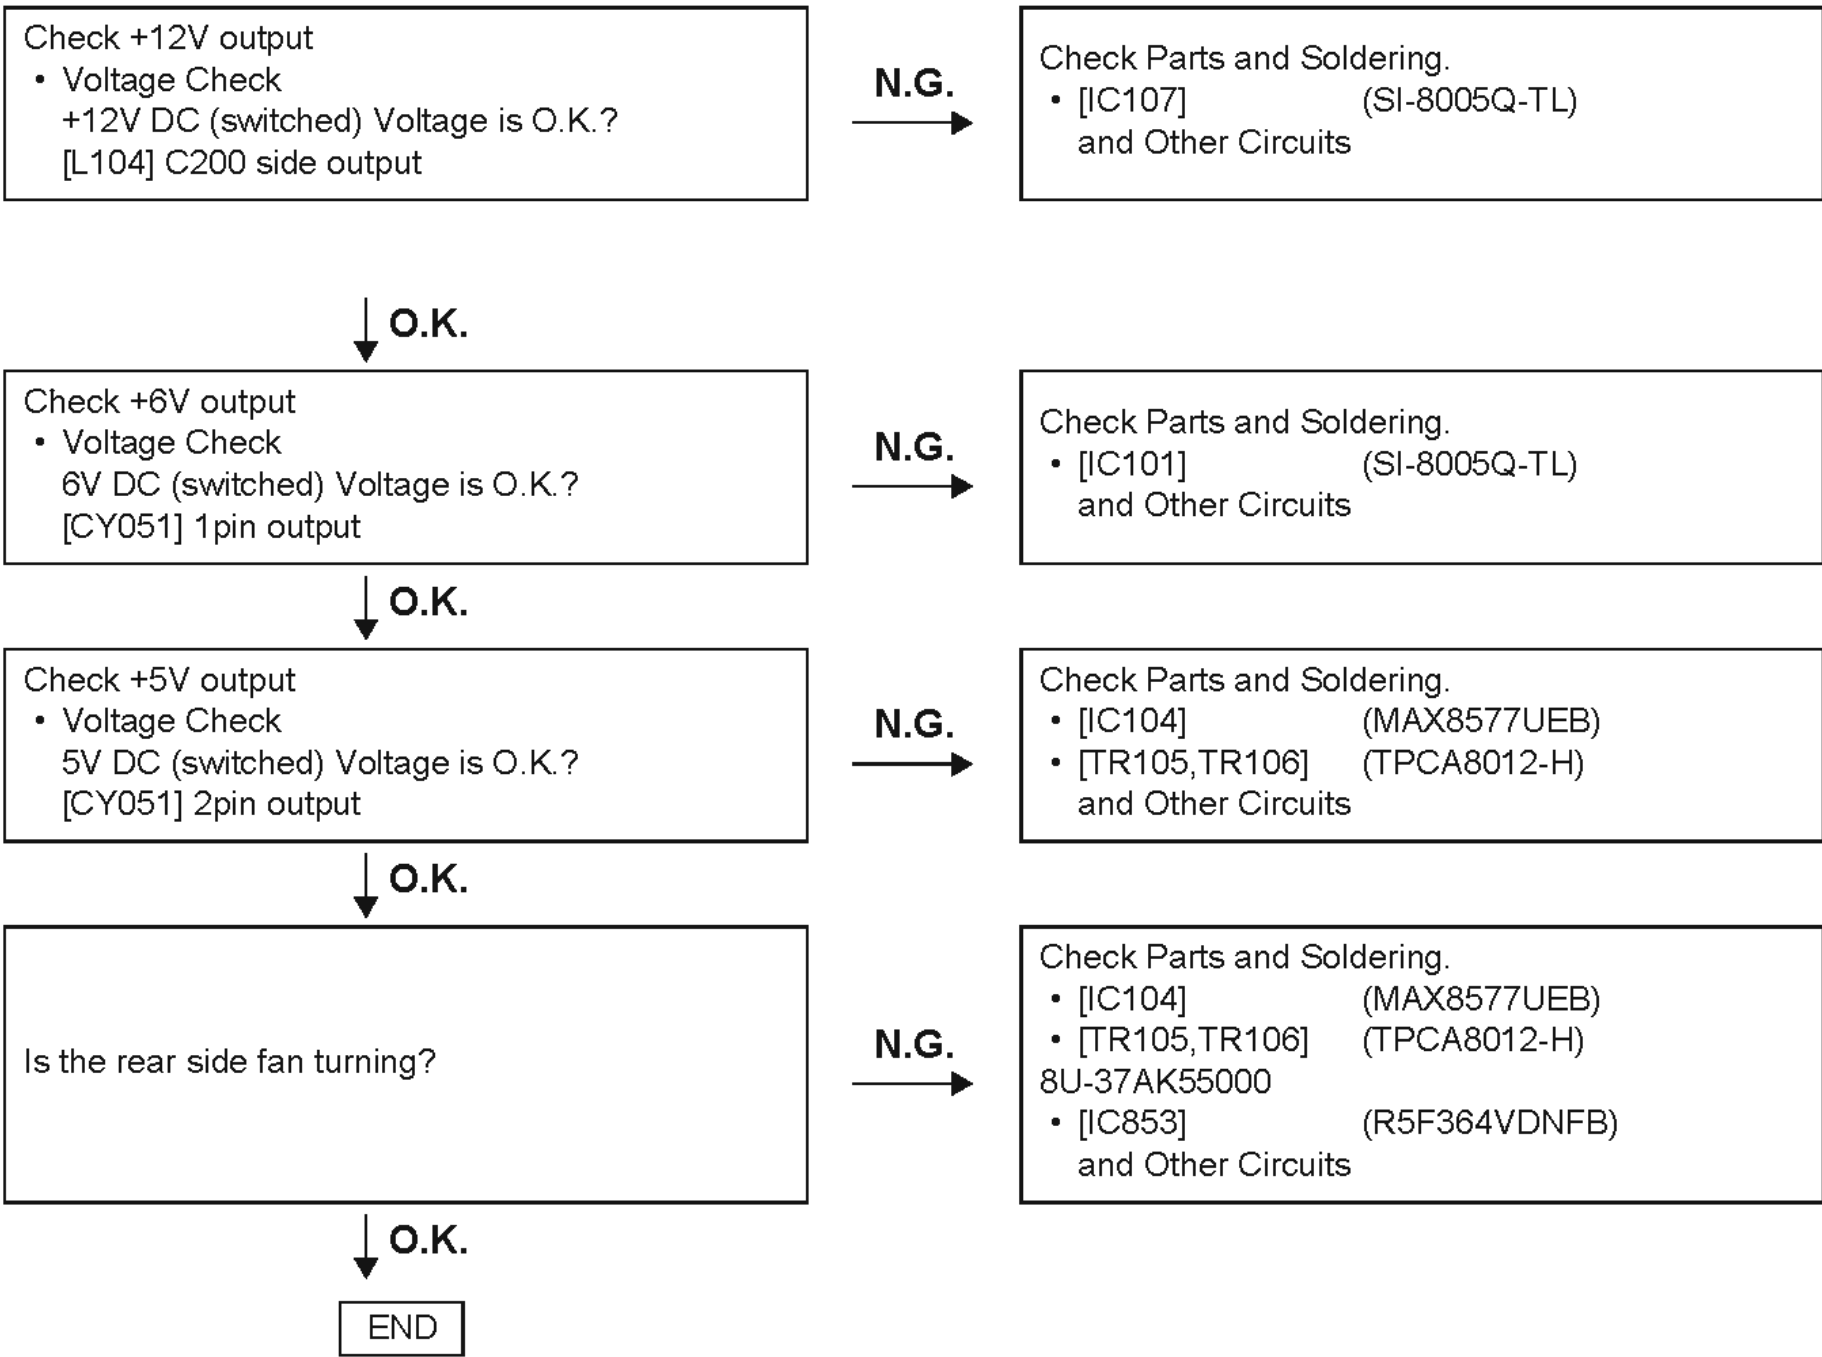 Check +12V output
• Voltage Check
+12V DC (switched) Voltage is O.K.?
[L104] C200 side output
N.G.
Check Parts and Soldering.
• [IC107] (SI-8005Q-TL)
and Other Circuits
O.K.
Check +6V output
• Voltage Check
6V DC (switched) Voltage is O.K.?
[CY051] 1pin output
N.G.
Check Parts and Soldering.
• [IC101] (SI-8005Q-TL)
and Other Circuits
O.K.
Check +5V output
• Voltage Check
5V DC (switched) Voltage is O.K.?
[CY051] 2pin output
N.G.
Check Parts and Soldering.
• [IC104] (MAX8577UEB)
• [TR105,TR106] (TPCA8012-H)
and Other Circuits
O.K.
Is the rear side fan turning?
N.G.
Check Parts and Soldering.
• [IC104] (MAX8577UEB)
• [TR105,TR106] (TPCA8012-H)
8U-37AK55000
• [IC853] (R5F364VDNFB)
and Other Circuits
O.K.
END